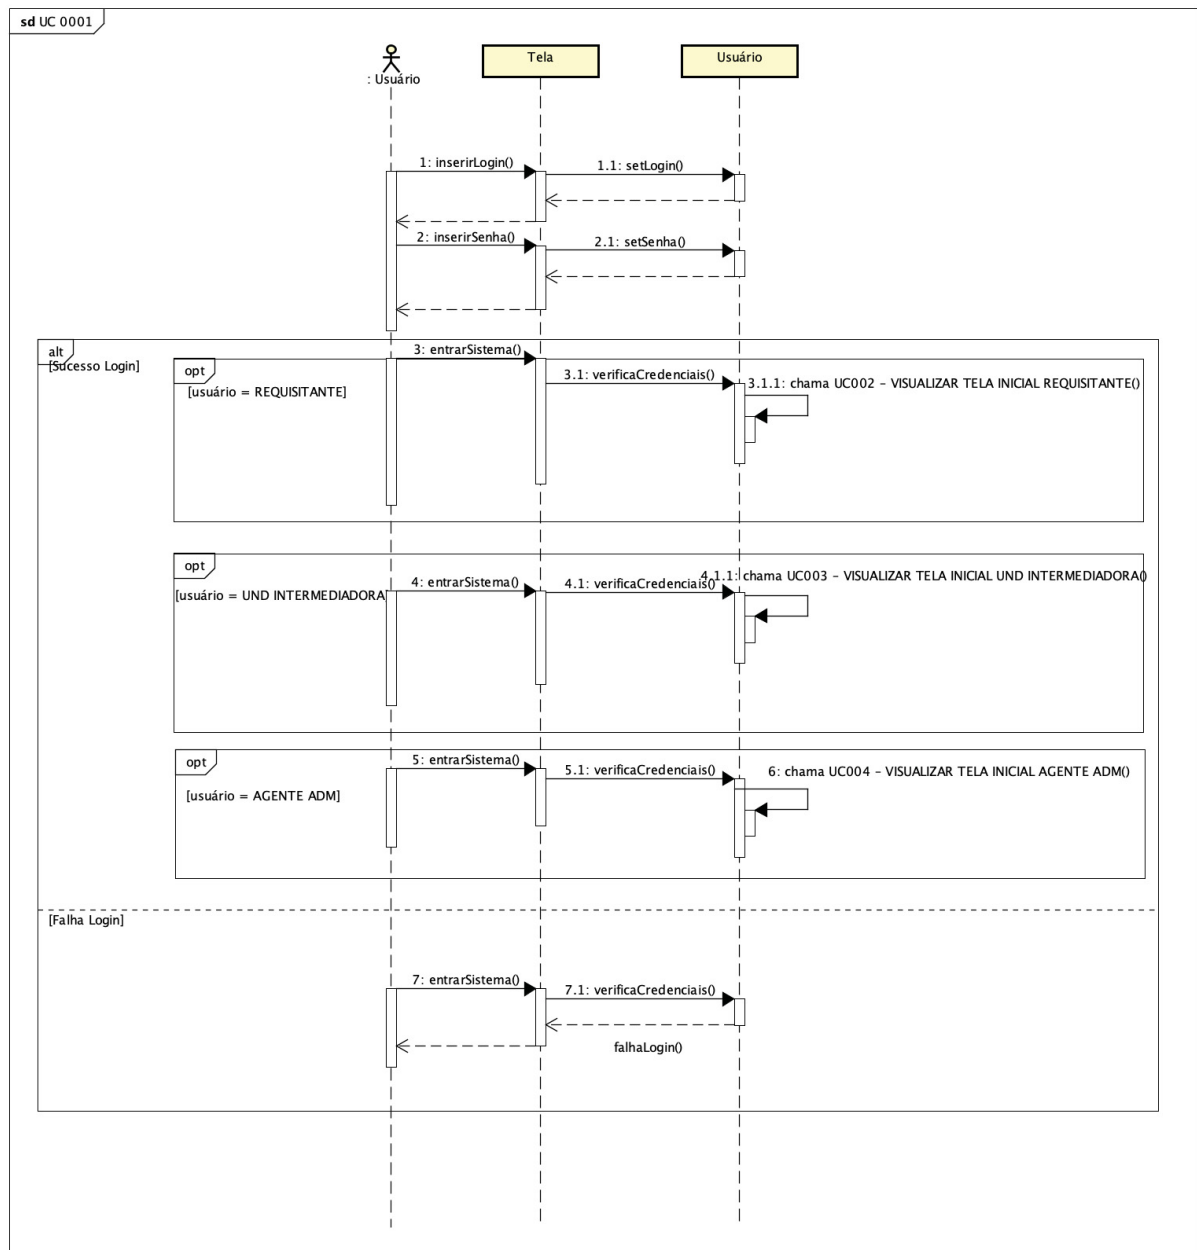 sd UC 0001
: Usuário
Tela
Usuário
1: inserirLogin()
1.1: setLogin()
2: inserirSenha()
2.1: setSenha()
alt
[Sucesso Login]
3: entrarSistema()
opt
[usuário = REQUISITANTE]
3.1: verificaCredenciais()
3.1.1: chama UC002 – VISUALIZAR TELA INICIAL REQUISITANTE()
opt
[usuário = UND INTERMEDIADORA]
4: entrarSistema()
4.1: verificaCredenciais()
4.1.1: chama UC003 – VISUALIZAR TELA INICIAL UND INTERMEDIADORA()
opt
[usuário = AGENTE ADM]
5: entrarSistema()
5.1: verificaCredenciais()
6: chama UC004 – VISUALIZAR TELA INICIAL AGENTE ADM()
[Falha Login]
7: entrarSistema()
7.1: verificaCredenciais()
falhaLogin()